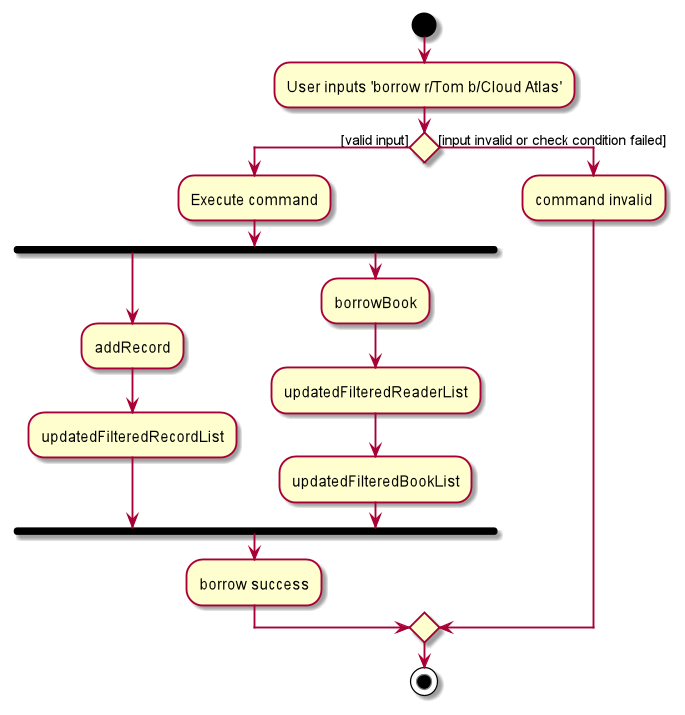 User inputs 'borrow r/Tom b/Cloud Atlas'
[valid input]
[input invalid or check condition failed]
Execute command
command invalid
borrowBook
addRecord
updatedFilteredReaderList
updatedFilteredRecordList
updatedFilteredBookList
borrow success